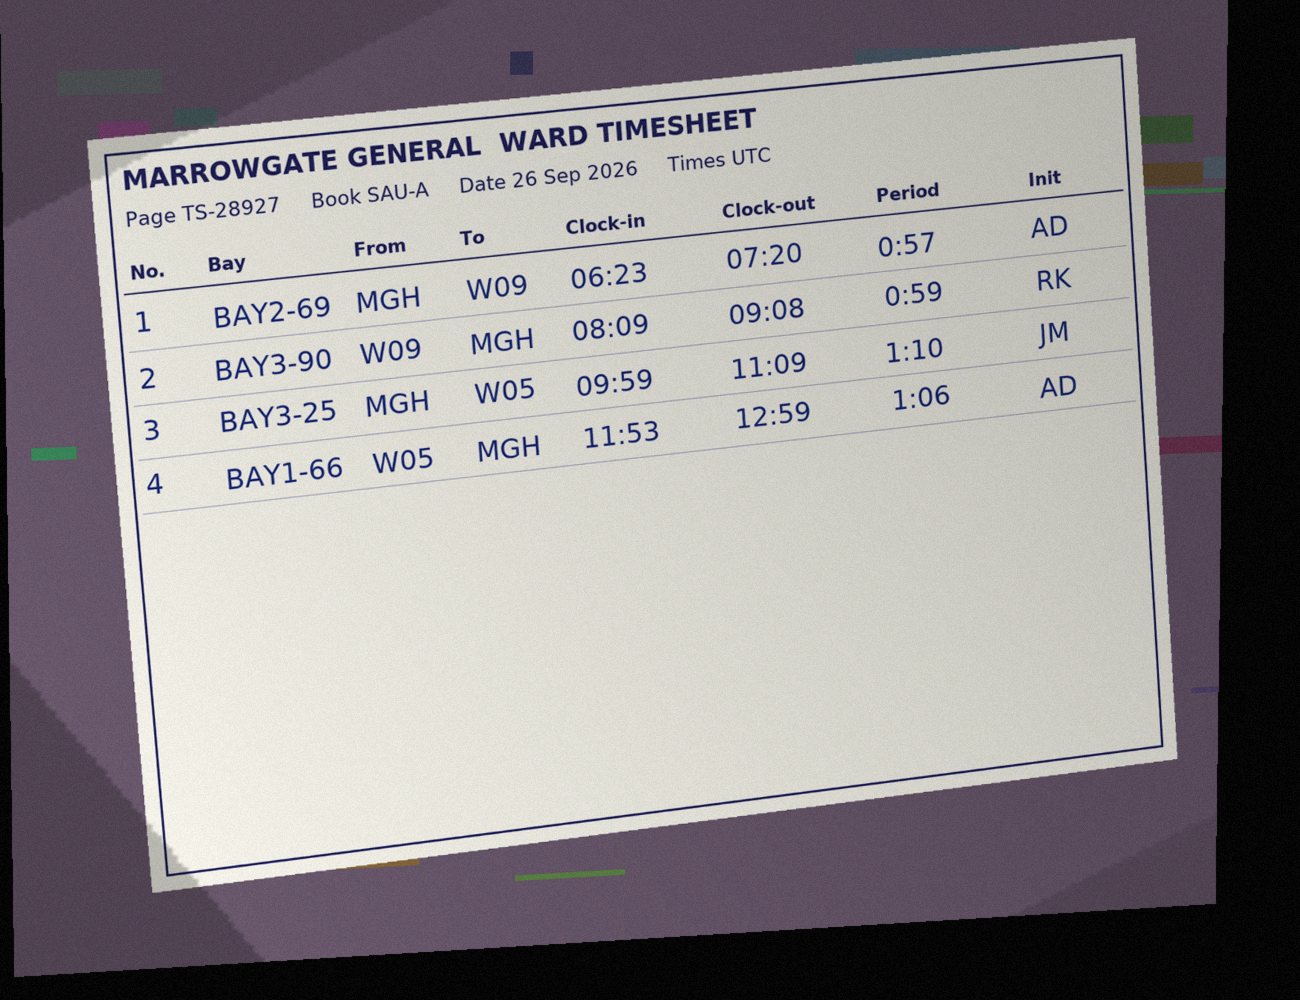 MARROWGATE GENERAL WARD TIMESHEET
Page TS-28927 Book SAU-A Date 26 Sep 2026 Times UTC
No. Bay From To Clock-in Clock-out Period Init
1 BAY2-69 MGH W09 06:23 07:20 0:57 AD
2 BAY3-90 W09 MGH 08:09 09:08 0:59 RK
3 BAY3-25 MGH W05 09:59 11:09 1:10 JM
4 BAY1-66 W05 MGH 11:53 12:59 1:06 AD